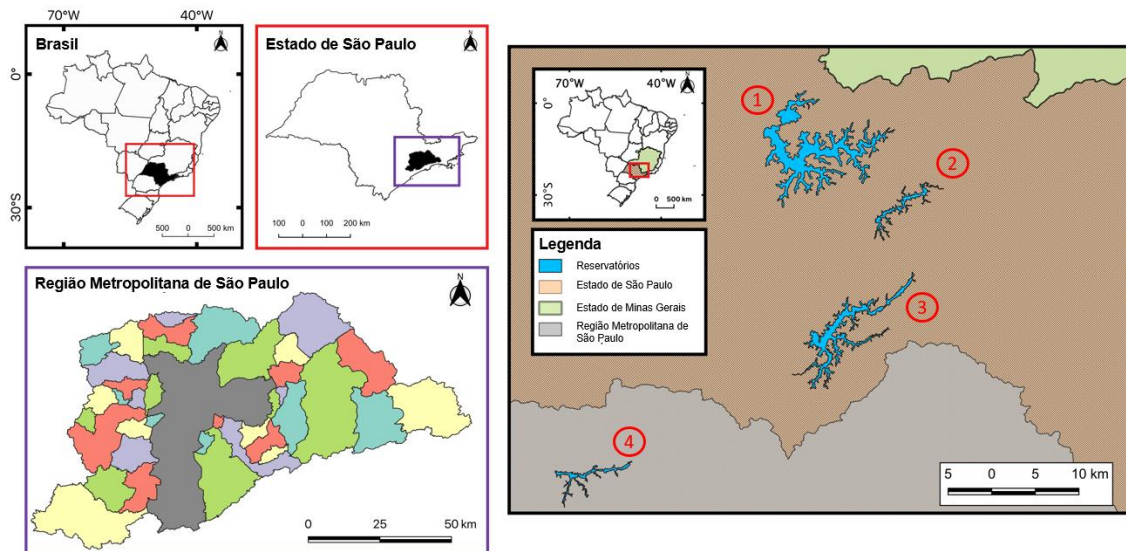 70°W
40°W
Brasil
N
0°
30°S
500 0 500 km
Estado de São Paulo
N
100 0 100 200 km
Região Metropolitana de São Paulo
N
0 25 50 km
70°W
40°W
N
0°
30°S
0 500 km
Legenda
Reservatórios
Estado de São Paulo
Estado de Minas Gerais
Região Metropolitana de
São Paulo
1
2
3
4
5 0 5 10 km